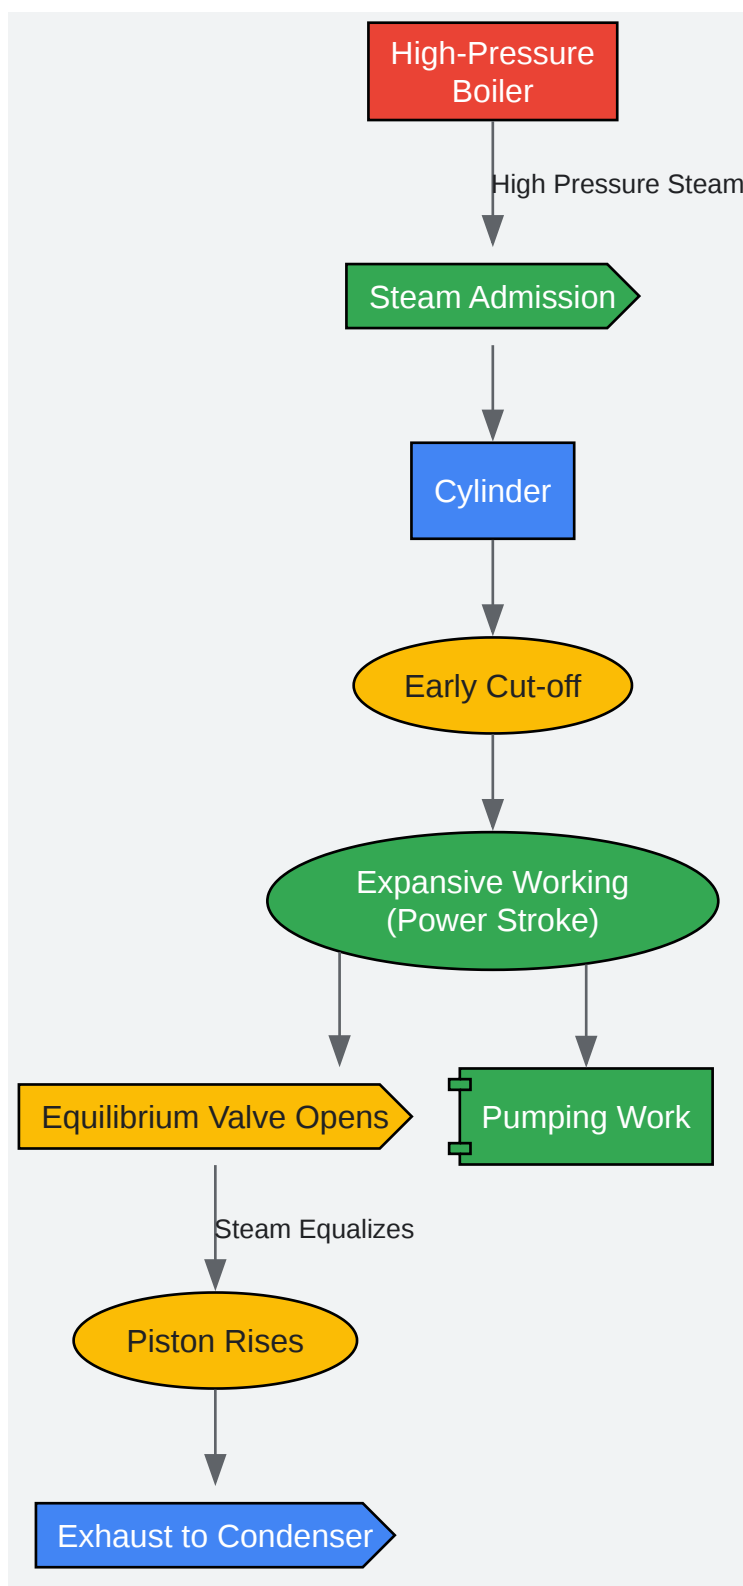 High-Pressure
Boiler
High Pressure Steam
Steam Admission
Cylinder
Early Cut-off
Expansive Working
(Power Stroke)
Equilibrium Valve Opens
Pumping Work
Steam Equalizes
Piston Rises
Exhaust to Condenser